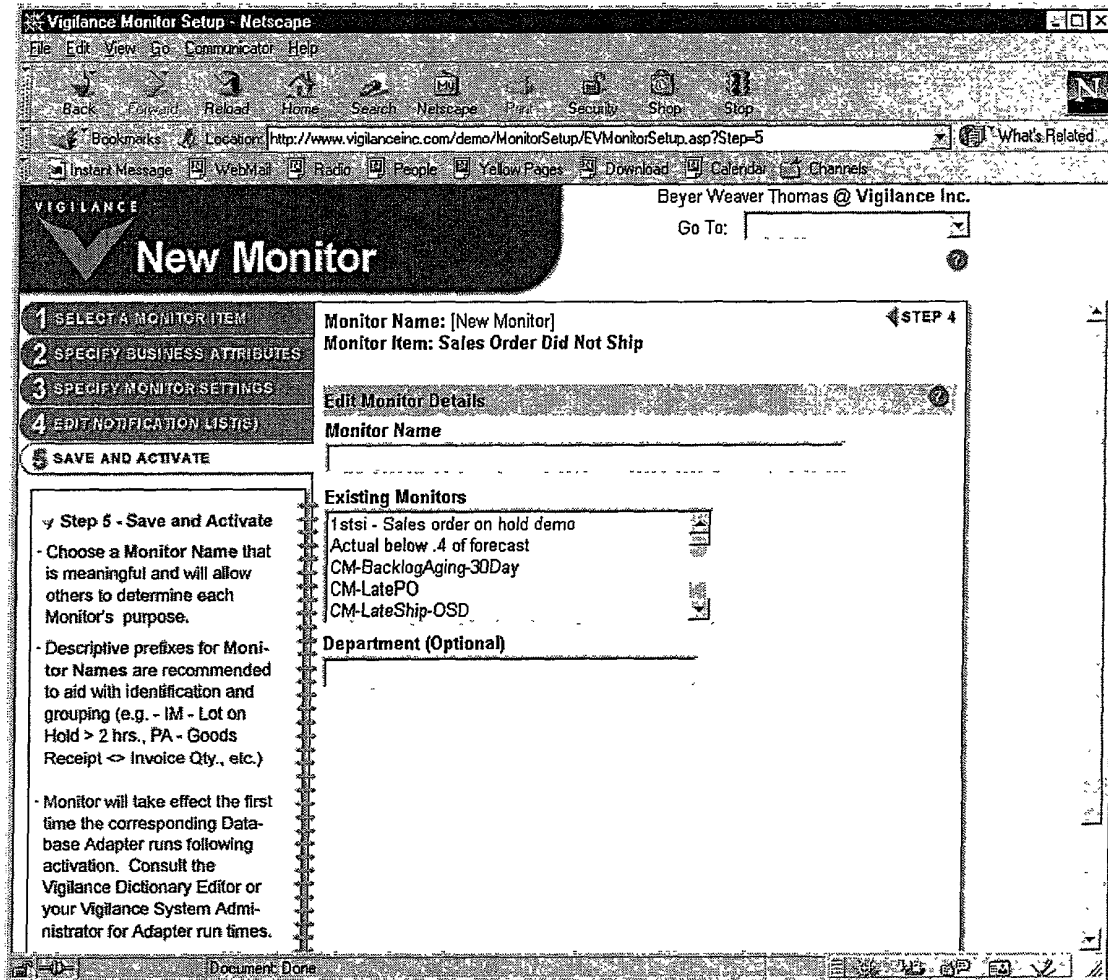 Vigilance Monitor Setup - Netscape
File Edit View Go Communicator Help
Back Forward Reload Home Search Netscape Print Security Shop Stop
Bookmarks Location: http://www.vigilanceinc.com/demo/MonitorSetup/EVMonitorSetup.asp?Step=5 What's Related
Instant Message WebMail Radio People Yellow Pages Download Calendar Channels
VIGILANCE
New Monitor
Beyer Weaver Thomas @ Vigilance Inc.
Go To:
1 SELECT A MONITOR ITEM
2 SPECIFY BUSINESS ATTRIBUTES
3 SPECIFY MONITOR SETTINGS
4 EDIT NOTIFICATION LIST(S)
5 SAVE AND ACTIVATE
Step 5 - Save and Activate
- Choose a Monitor Name that
is meaningful and will allow
others to determine each
Monitor's purpose.
- Descriptive prefixes for Moni-
tor Names are recommended
to aid with identification and
grouping (e.g. - IM - Lot on
Hold > 2 hrs., PA - Goods
Receipt <> Invoice Qty., etc.)
- Monitor will take effect the first
time the corresponding Data-
base Adapter runs following
activation. Consult the
Vigilance Dictionary Editor or
your Vigilance System Admi-
nistrator for Adapter run times.
Monitor Name: [New Monitor]
STEP 4
Monitor Item: Sales Order Did Not Ship
Edit Monitor Details
Monitor Name
Existing Monitors
1stsi - Sales order on hold demo
Actual below .4 of forecast
CM-BacklogAging-30Day
CM-LatePO
CM-LateShip-OSD
Department (Optional)
Document: Done